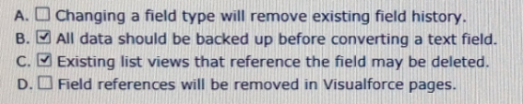 A. ☐ Changing a field type will remove existing field history.
B. ☑ All data should be backed up before converting a text field.
C. ☑ Existing list views that reference the field may be deleted.
D. ☐ Field references will be removed in Visualforce pages.